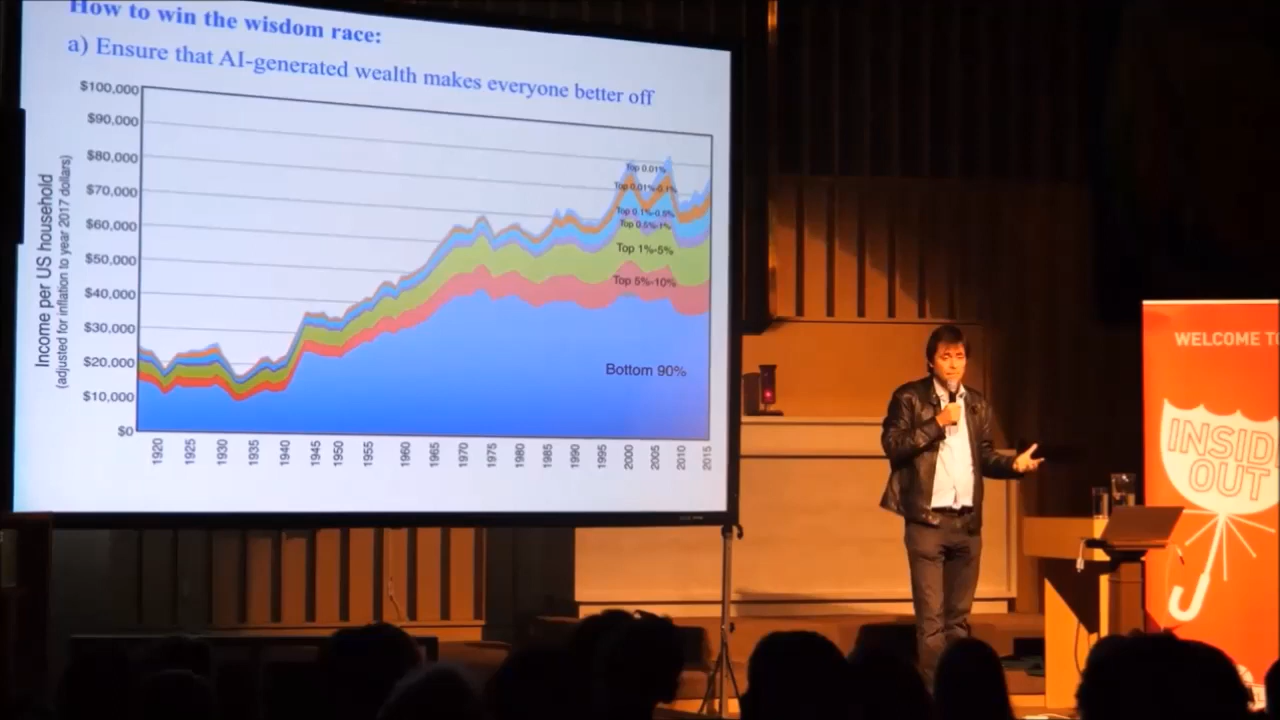 How to win the wisdom race:
a) Ensure that AI-generated wealth makes everyone better off
Income per US household
(adjusted for inflation to year 2017 dollars)
$100,000
$90,000
$80,000
$70,000
$60,000
$50,000
$40,000
$30,000
$20,000
$10,000
$0
Top 0.01%
Top 0.01%-0.1%
Top 0.1%-0.5%
Top 0.5%-1%
Top 1%-5%
Top 5%-10%
Bottom 90%
1920 1925 1930 1935 1940 1945 1950 1955 1960 1965 1970 1975 1980 1985 1990 1995 2000 2005 2010 2015
WELCOME
INSID
OUT